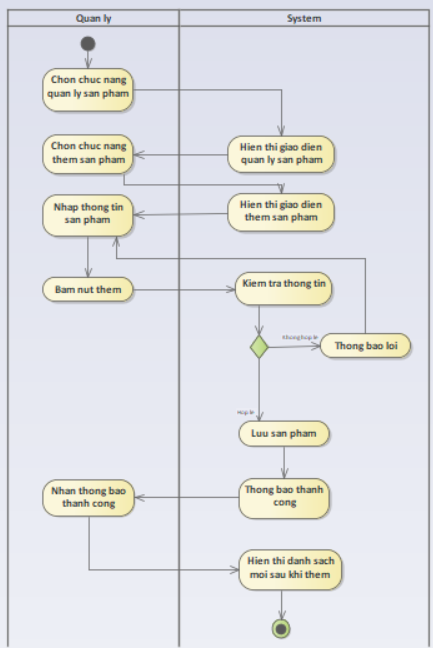 Quan ly
System
Chon chuc nang
quan ly san pham
Chon chuc nang
them san pham
Hien thi giao dien
quan ly san pham
Nhap thong tin
san pham
Hien thi giao dien
them san pham
Bam nut them
Kiem tra thong tin
Khong hop le
Thong bao loi
Hop le
Luu san pham
Nhan thong bao
thanh cong
Thong bao thanh
cong
Hien thi danh sach
moi sau khi them